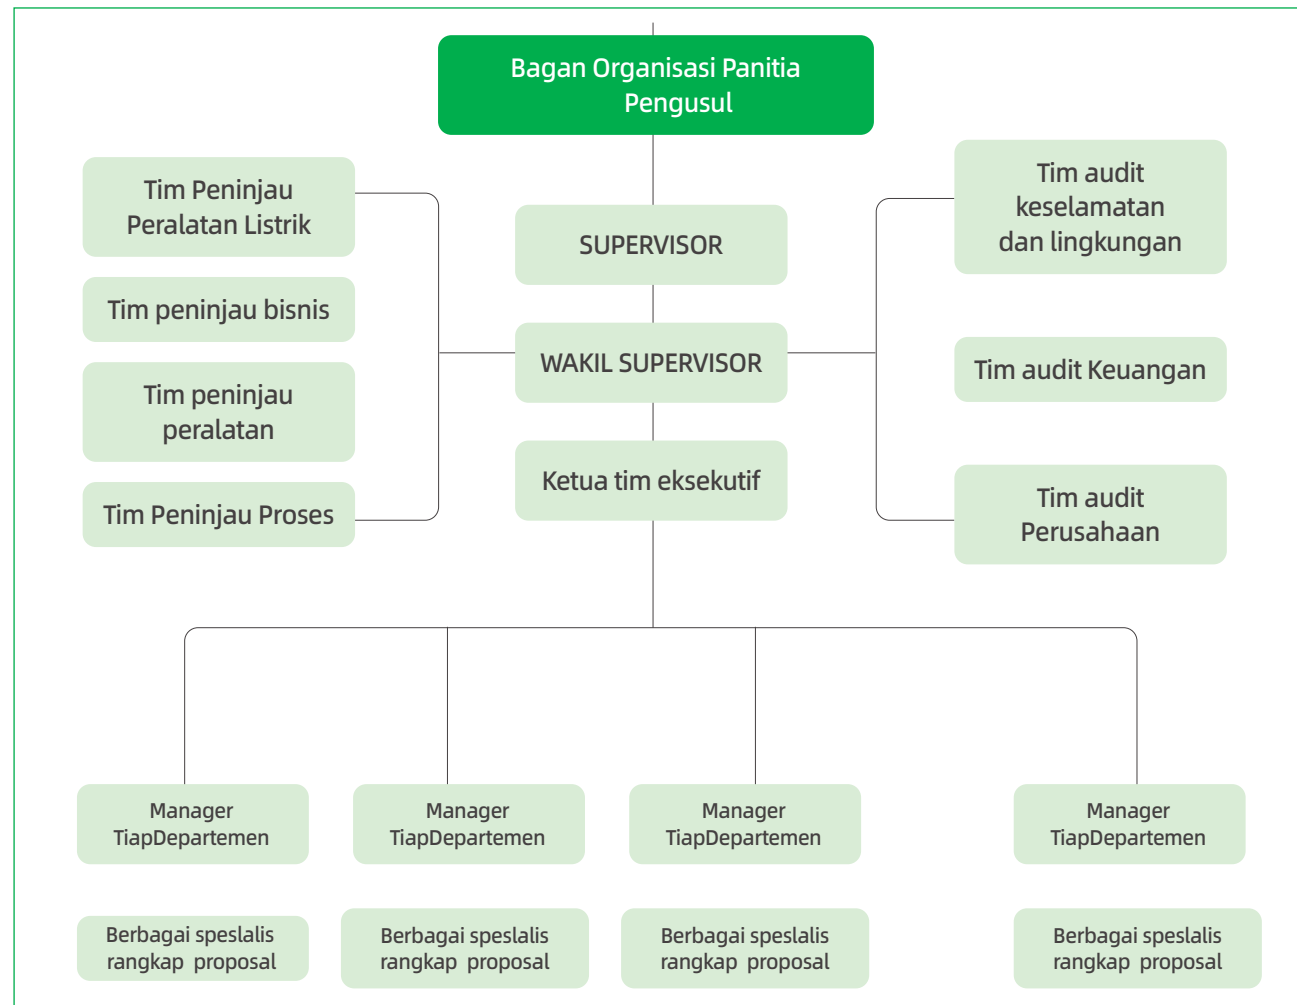 Bagan Organisasi Panitia
Pengusul
Tim Peninjau
Peralatan Listrik
Tim peninjau bisnis
Tim peninjau
peralatan
Tim Peninjau Proses
SUPERVISOR
WAKIL SUPERVISOR
Ketua tim eksekutif
Tim audit
keselamatan
dan lingkungan
Tim audit Keuangan
Tim audit
Perusahaan
Manager
TiapDepartemen
Manager
TiapDepartemen
Manager
TiapDepartemen
Manager
TiapDepartemen
Berbagai speslalis
rangkap proposal
Berbagai speslalis
rangkap proposal
Berbagai speslalis
rangkap proposal
Berbagai speslalis
rangkap proposal